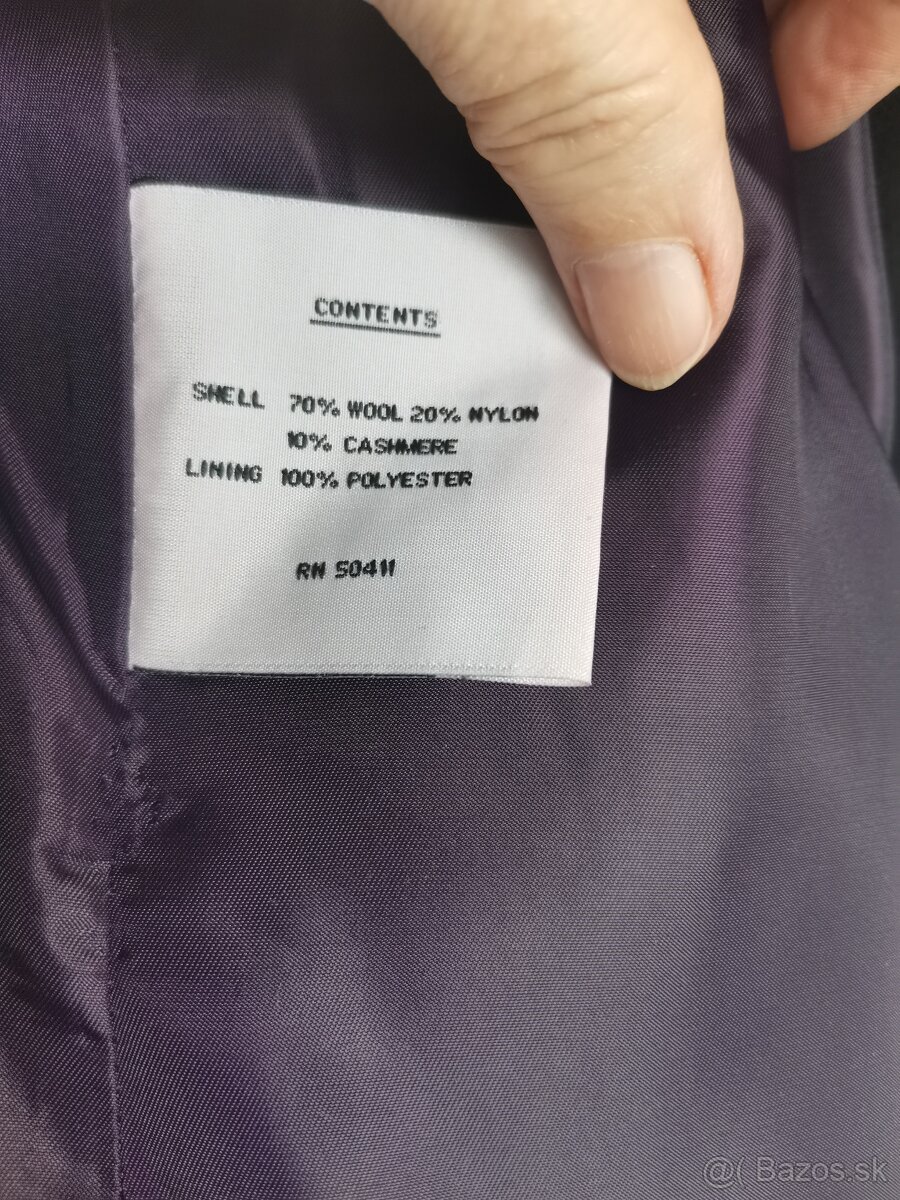 CONTENTS
SHELL 70% WOOL 20% NYLON
10% CASHMERE
LINING 100% POLYESTER
RN 50411
@( Bazos.sk